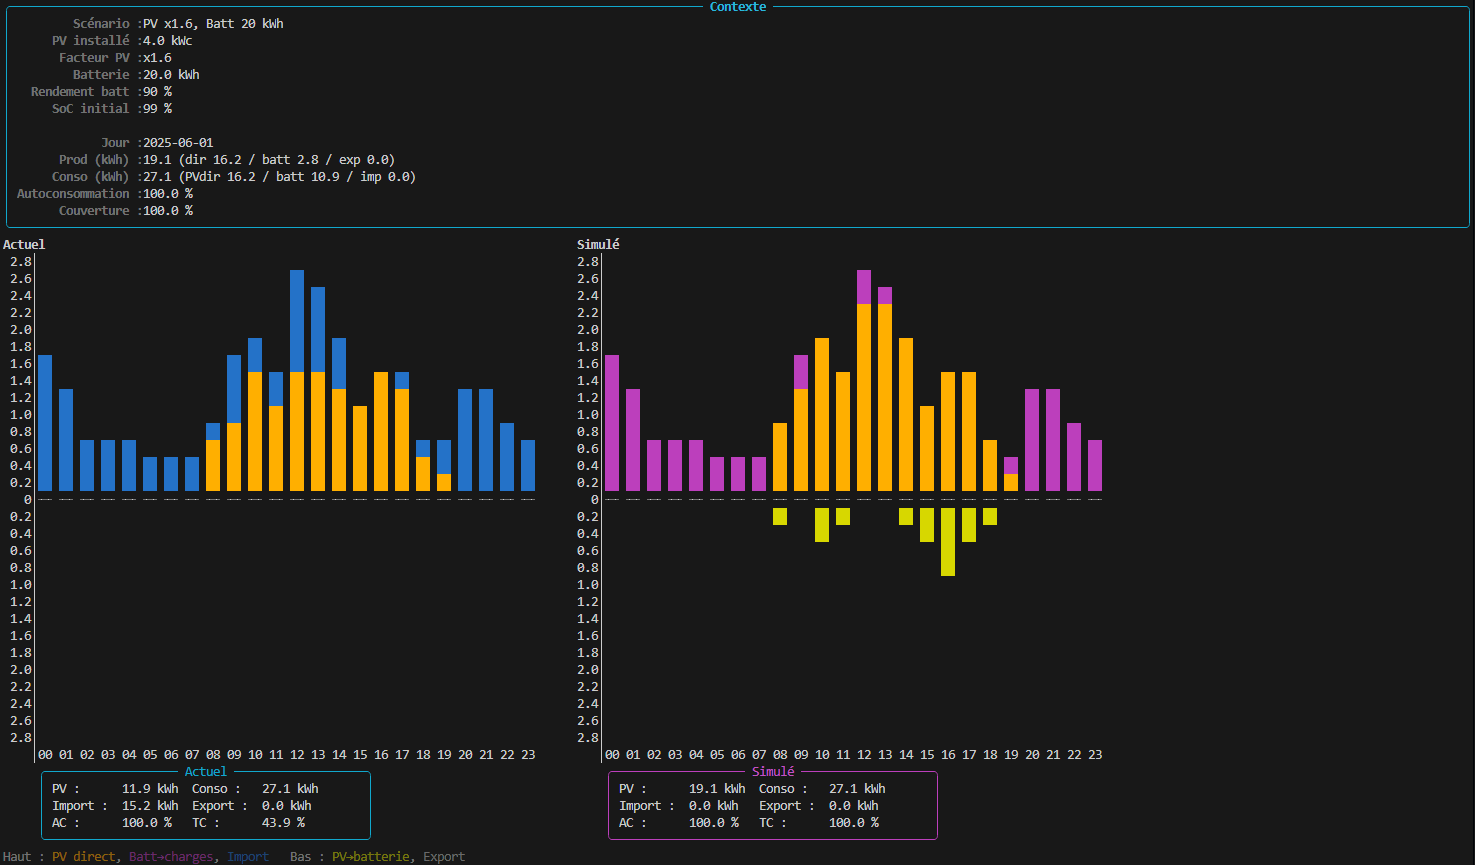 Contexte
Scénario :PV x1.6, Batt 20 kWh
PV installé :4.0 kWc
Facteur PV :x1.6
Batterie :20.0 kWh
Rendement batt :90 %
SoC initial :99 %
Jour :2025-06-01
Prod (kWh) :19.1 (dir 16.2 / batt 2.8 / exp 0.0)
Conso (kWh) :27.1 (PVdir 16.2 / batt 10.9 / imp 0.0)
Autoconsommation :100.0 %
Couverture :100.0 %
Actuel
2.8
2.6
2.4
2.2
2.0
1.8
1.6
1.4
1.2
1.0
0.8
0.6
0.4
0.2
0
0.2
0.4
0.6
0.8
1.0
1.2
1.4
1.6
1.8
2.0
2.2
2.4
2.6
2.8
00 01 02 03 04 05 06 07 08 09 10 11 12 13 14 15 16 17 18 19 20 21 22 23
Actuel
PV : 11.9 kWh Conso : 27.1 kWh
Import : 15.2 kWh Export : 0.0 kWh
AC : 100.0 % TC : 43.9 %
Simulé
2.8
2.6
2.4
2.2
2.0
1.8
1.6
1.4
1.2
1.0
0.8
0.6
0.4
0.2
0
0.2
0.4
0.6
0.8
1.0
1.2
1.4
1.6
1.8
2.0
2.2
2.4
2.6
2.8
00 01 02 03 04 05 06 07 08 09 10 11 12 13 14 15 16 17 18 19 20 21 22 23
Simulé
PV : 19.1 kWh Conso : 27.1 kWh
Import : 0.0 kWh Export : 0.0 kWh
AC : 100.0 % TC : 100.0 %
Haut : PV direct, Batt→charges, Import Bas : PV→batterie, Export